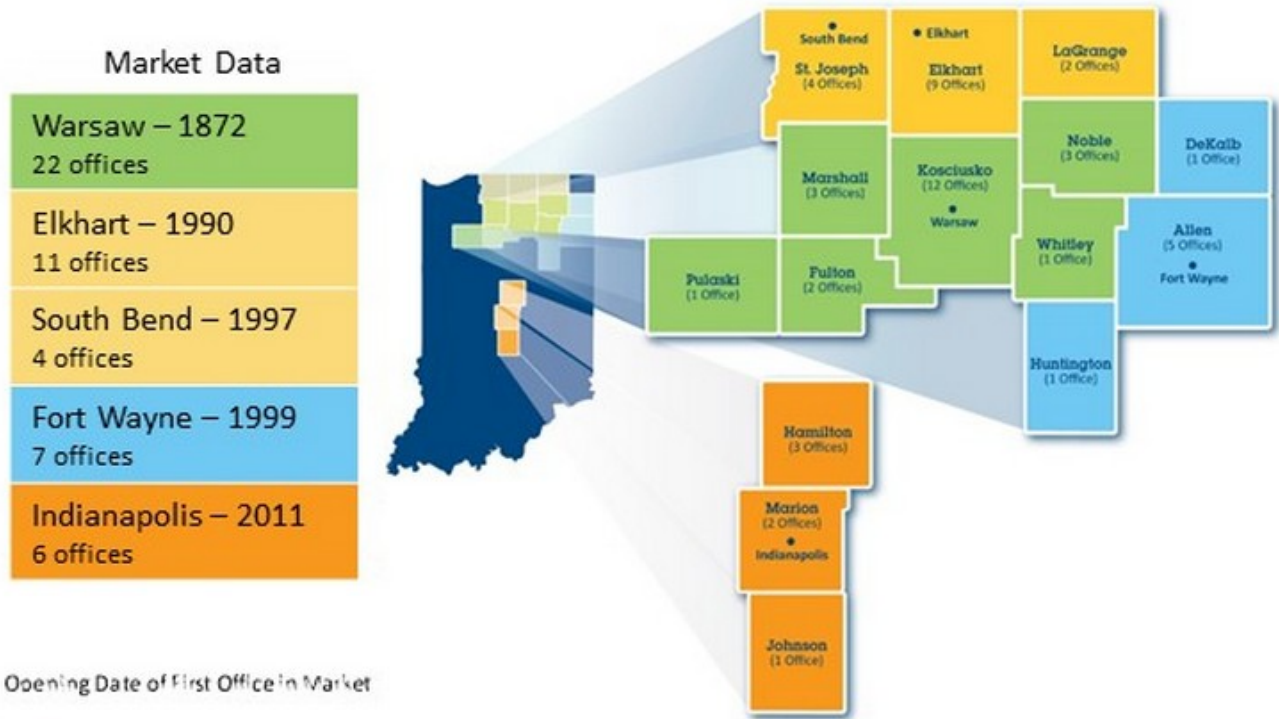 Market Data
Warsaw – 1872
22 offices
Elkhart – 1990
11 offices
South Bend – 1997
4 offices
Fort Wayne – 1999
7 offices
Indianapolis – 2011
6 offices
Opening Date of First Office in Market
South Bend
St. Joseph
(4 Offices)
Elkhart
Elkhart
(9 Offices)
LaGrange
(2 Offices)
Marshall
(3 Offices)
Kosciusko
(12 Offices)
Warsaw
Noble
(3 Offices)
DeKalb
(1 Office)
Pulaski
(1 Office)
Fulton
(2 Offices)
Whitley
(1 Office)
Allen
(5 Offices)
Fort Wayne
Huntington
(1 Office)
Hamilton
(3 Offices)
Marion
(2 Offices)
Indianapolis
Johnson
(1 Office)